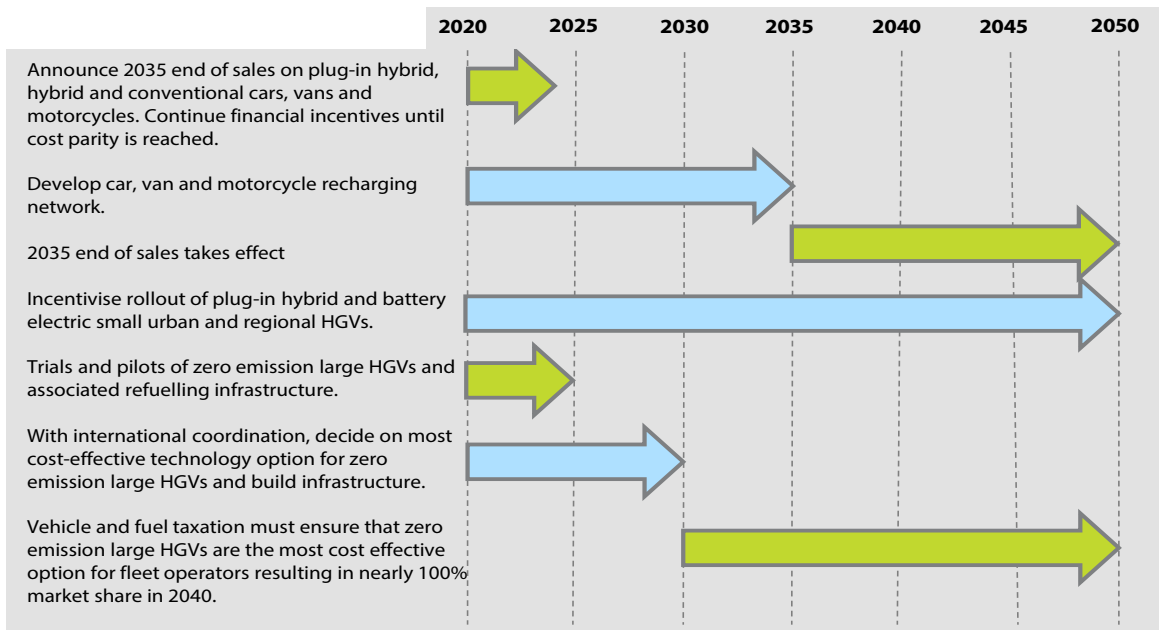 2020 2025 2030 2035 2040 2045 2050
Announce 2035 end of sales on plug-in hybrid,
hybrid and conventional cars, vans and
motorcycles. Continue financial incentives until
cost parity is reached.
Develop car, van and motorcycle recharging
network.
2035 end of sales takes effect
Incentivise rollout of plug-in hybrid and battery
electric small urban and regional HGVs.
Trials and pilots of zero emission large HGVs and
associated refuelling infrastructure.
With international coordination, decide on most
cost-effective technology option for zero
emission large HGVs and build infrastructure.
Vehicle and fuel taxation must ensure that zero
emission large HGVs are the most cost effective
option for fleet operators resulting in nearly 100%
market share in 2040.